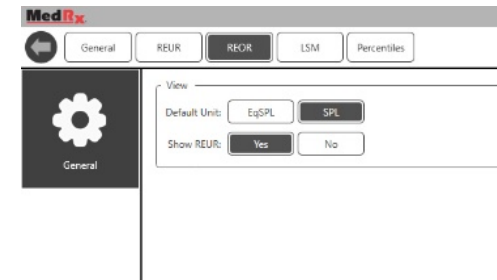 MedRx
General REUR REOR LSM Percentiles
View
Default Unit: EqSPL SPL
Show REUR: Yes No
General